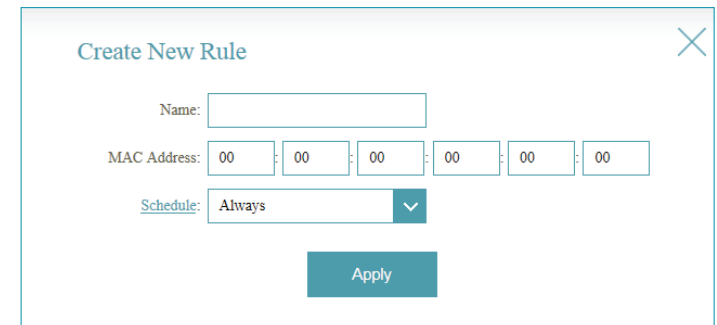 Create New Rule
Name:
MAC Address: 00 : 00 : 00 : 00 : 00 : 00
Schedule: Always
Apply